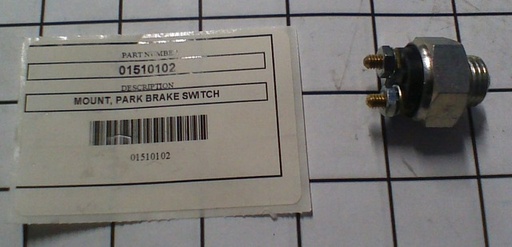 PART NUMBER
01510102
DESCRIPTION
MOUNT, PARK BRAKE SWITCH
01510102